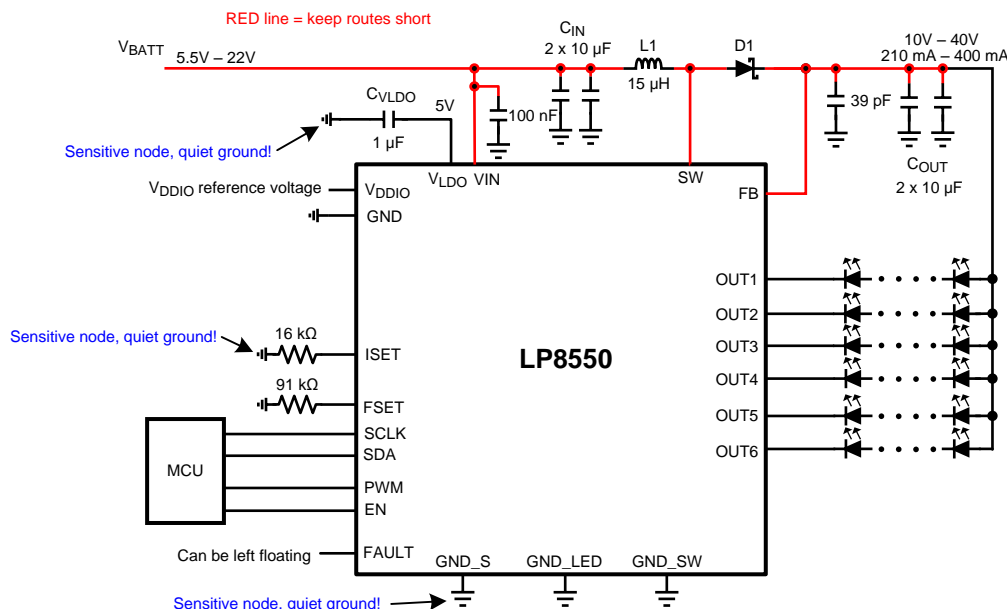 RED line = keep routes short
VBATT
5.5V – 22V
CIN
2 x 10 µF
L1
15 µH
D1
10V – 40V
210 mA – 400 mA
39 pF
COUT
2 x 10 µF
CVLDO
1 µF
5V
100 nF
Sensitive node, quiet ground!
VLDO
VIN
SW
FB
VDDIO reference voltage
VDDIO
GND
OUT1
OUT2
OUT3
OUT4
OUT5
OUT6
LP8550
Sensitive node, quiet ground!
16 kΩ
ISET
91 kΩ
FSET
MCU
SCLK
SDA
PWM
EN
Can be left floating
FAULT
GND_S
GND_LED
GND_SW
Sensitive node, quiet ground!